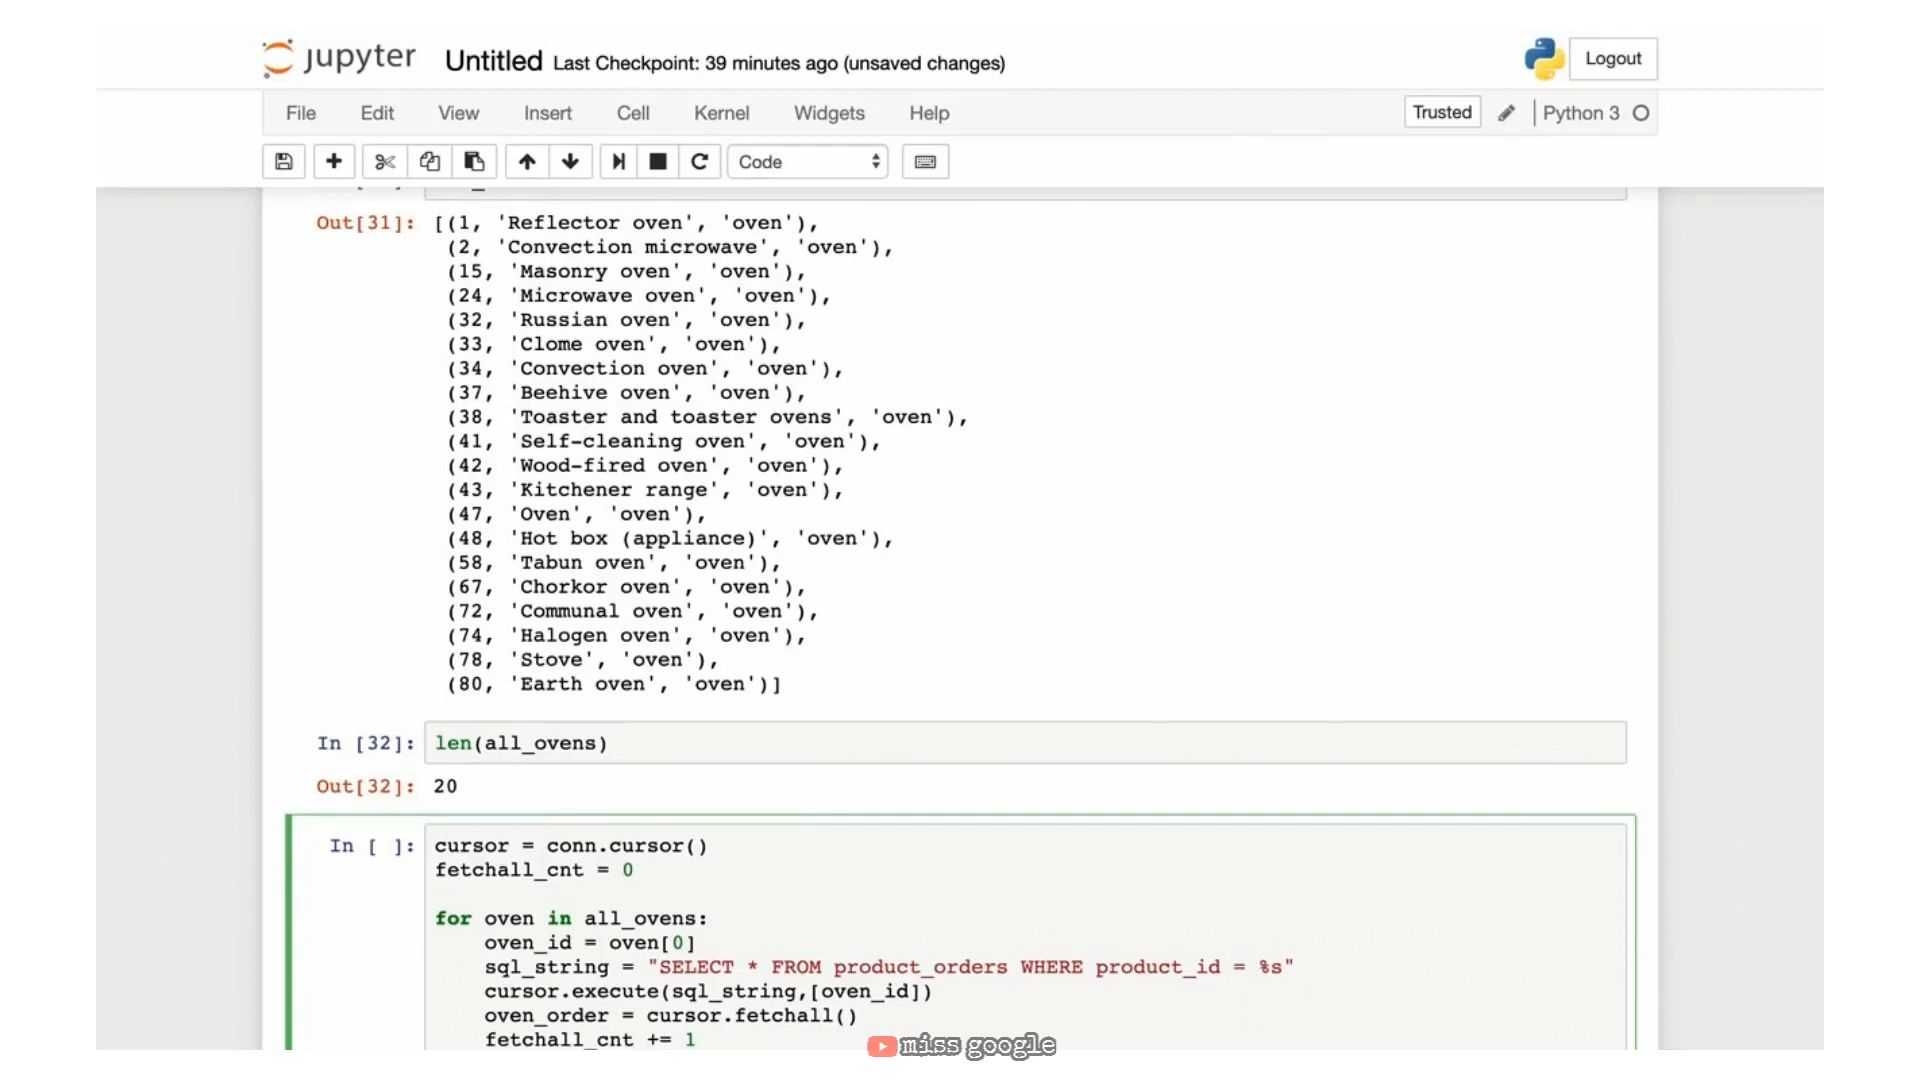 jupyter Untitled Last Checkpoint: 39 minutes ago (unsaved changes) Logout
File Edit View Insert Cell Kernel Widgets Help Trusted Python 3
Code
Out[31]: [(1, 'Reflector oven', 'oven'),
(2, 'Convection microwave', 'oven'),
(15, 'Masonry oven', 'oven'),
(24, 'Microwave oven', 'oven'),
(32, 'Russian oven', 'oven'),
(33, 'Clome oven', 'oven'),
(34, 'Convection oven', 'oven'),
(37, 'Beehive oven', 'oven'),
(38, 'Toaster and toaster ovens', 'oven'),
(41, 'Self-cleaning oven', 'oven'),
(42, 'Wood-fired oven', 'oven'),
(43, 'Kitchener range', 'oven'),
(47, 'Oven', 'oven'),
(48, 'Hot box (appliance)', 'oven'),
(58, 'Tabun oven', 'oven'),
(67, 'Chorkor oven', 'oven'),
(72, 'Communal oven', 'oven'),
(74, 'Halogen oven', 'oven'),
(78, 'Stove', 'oven'),
(80, 'Earth oven', 'oven')]
In [32]: len(all_ovens)
Out[32]: 20
In [ ]: cursor = conn.cursor()
fetchall_cnt = 0
for oven in all_ovens:
oven_id = oven[0]
sql_string = "SELECT * FROM product_orders WHERE product_id = %s"
cursor.execute(sql_string,[oven_id])
oven_order = cursor.fetchall()
fetchall_cnt += 1
miss google